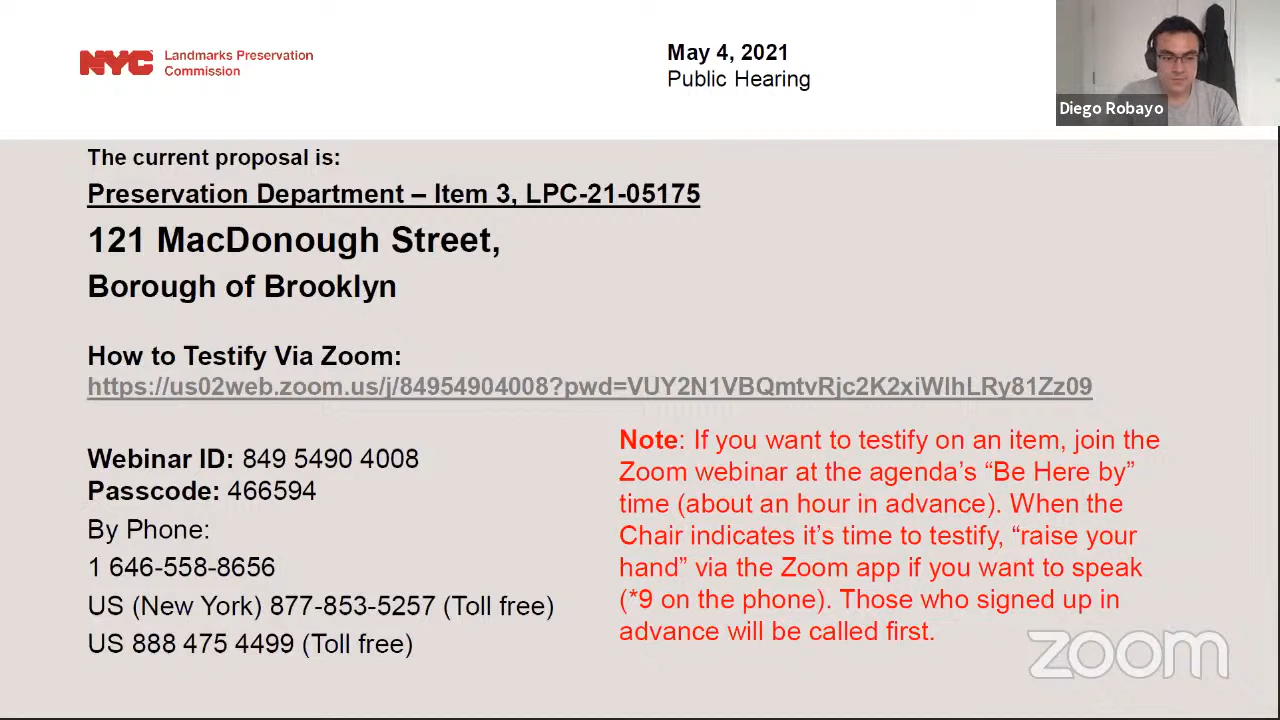 NYC Landmarks Preservation
Commission
May 4, 2021
Public Hearing
Diego Robayo
The current proposal is:
Preservation Department – Item 3, LPC-21-05175
121 MacDonough Street,
Borough of Brooklyn
How to Testify Via Zoom:
https://us02web.zoom.us/j/84954904008?pwd=VUY2N1VBQmtvRjc2K2xiWlhLRy81Zz09
Webinar ID: 849 5490 4008
Passcode: 466594
By Phone:
1 646-558-8656
US (New York) 877-853-5257 (Toll free)
US 888 475 4499 (Toll free)
Note: If you want to testify on an item, join the
Zoom webinar at the agenda’s “Be Here by”
time (about an hour in advance). When the
Chair indicates it’s time to testify, “raise your
hand” via the Zoom app if you want to speak
(*9 on the phone). Those who signed up in
advance will be called first.
zoom